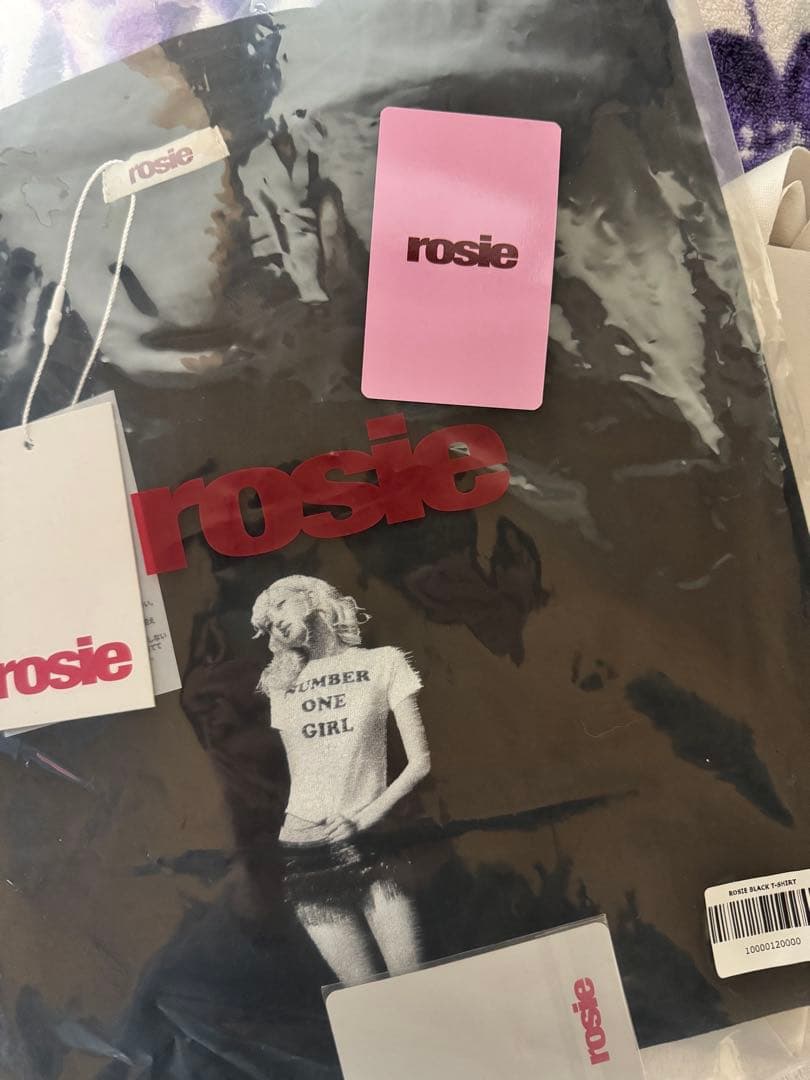 rosie
rosie
rosie
rosie
NUMBER
ONE
GIRL
ROSIE BLACK T-SHIRT
10000120000
rosie